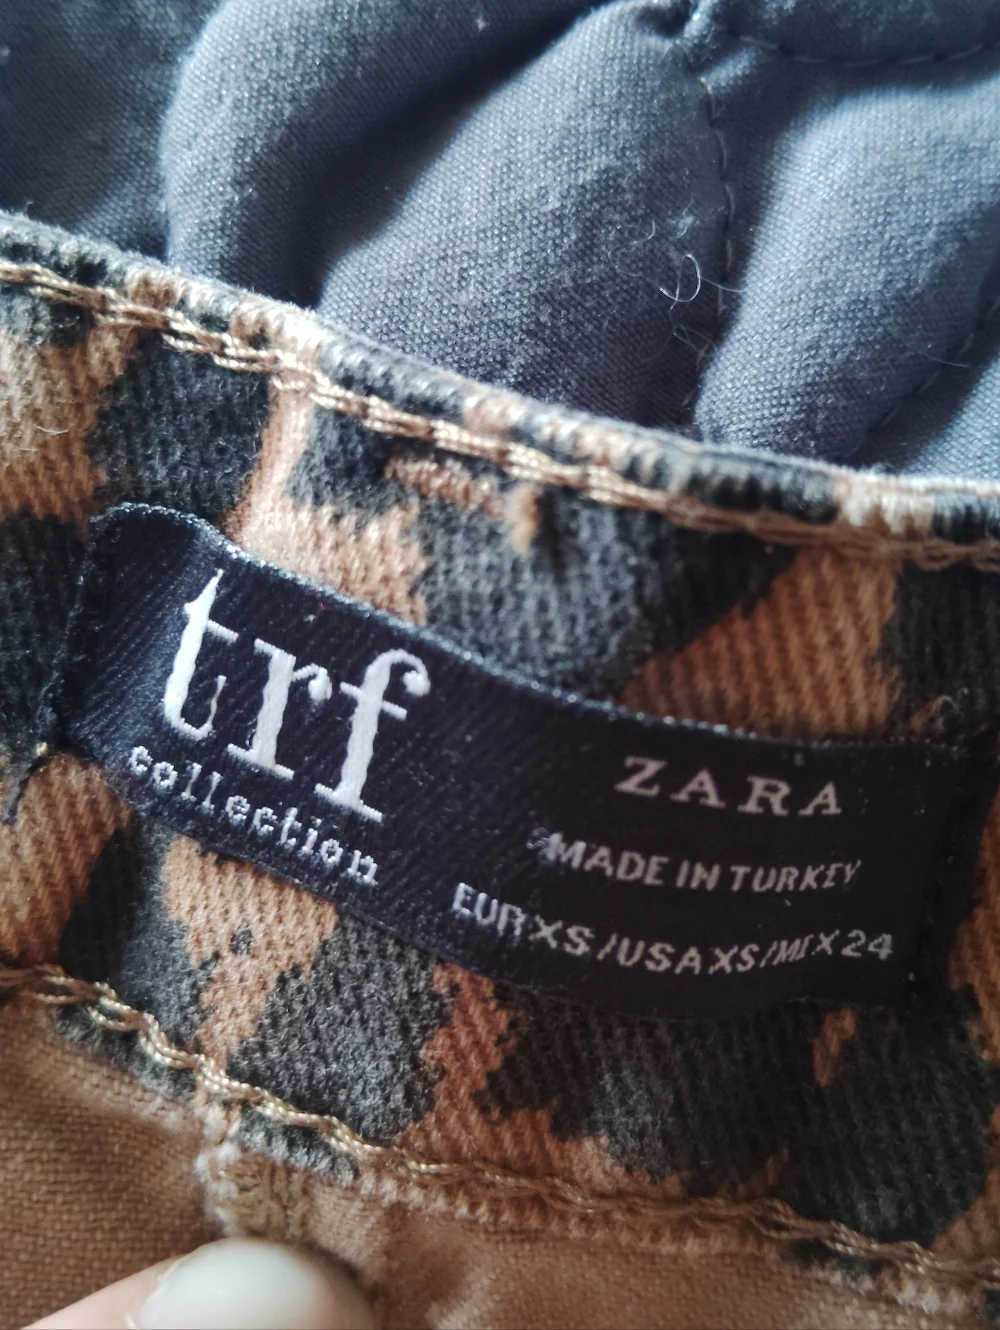 trf
collection
ZARA
MADE IN TURKEY
EUR XS/USA XS/MEX 24